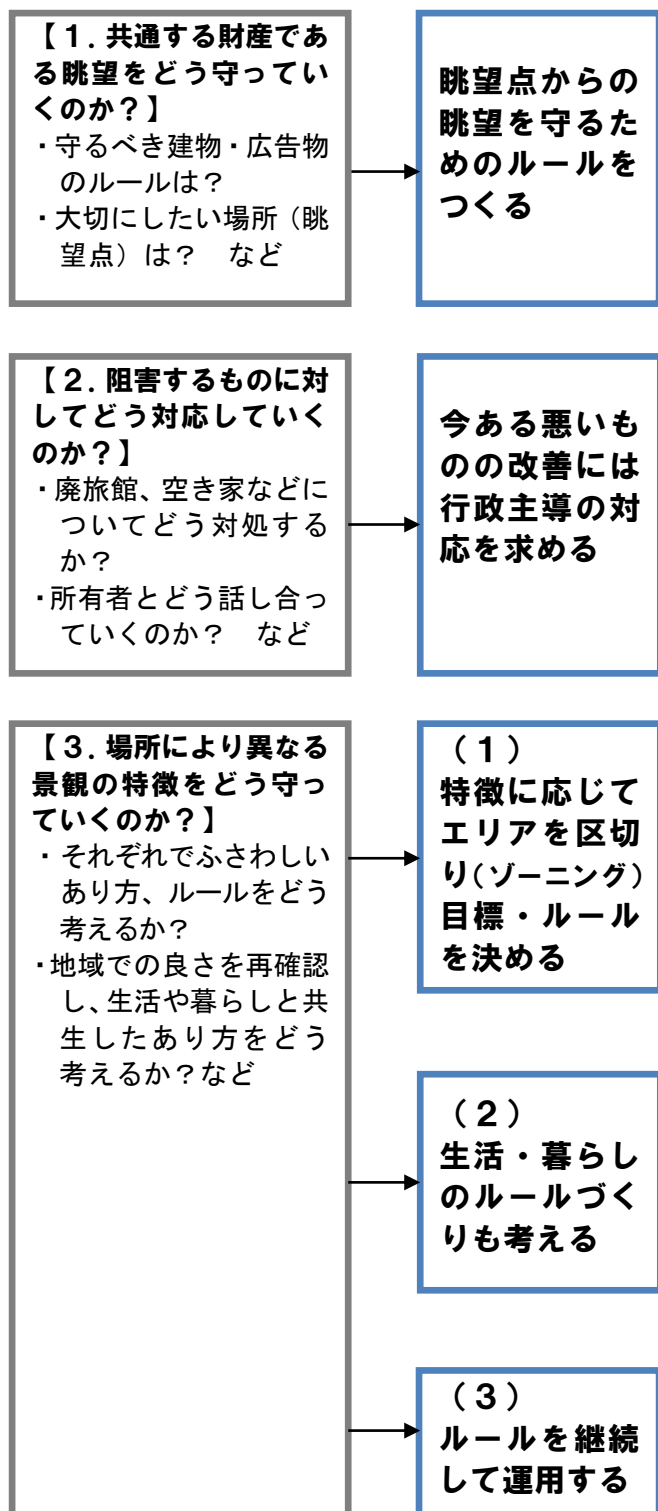 【１．共通する財産であ
る眺望をどう守ってい
くのか？】
・守るべき建物・広告物
のルールは？
・大切にしたい場所（眺
望点）は？　など
眺望点からの
眺望を守るた
めのルールを
つくる
【２．阻害するものに対
してどう対応していく
のか？】
・廃旅館、空き家などに
ついてどう対処する
か？
・所有者とどう話し合っ
ていくのか？　など
今ある悪いも
のの改善には
行政主導の対
応を求める
【３．場所により異なる
景観の特徴をどう守っ
ていくのか？】
・それぞれでふさわしい
あり方、ルールをどう
考えるか？
・地域での良さを再確認
し、生活や暮らしと共
生したあり方をどう
考えるか？など
（１）
特徴に応じて
エリアを区切
り（ゾーニング）
目標・ルール
を決める
（２）
生活・暮らし
のルールづく
りも考える
（３）
ルールを継続
して運用する